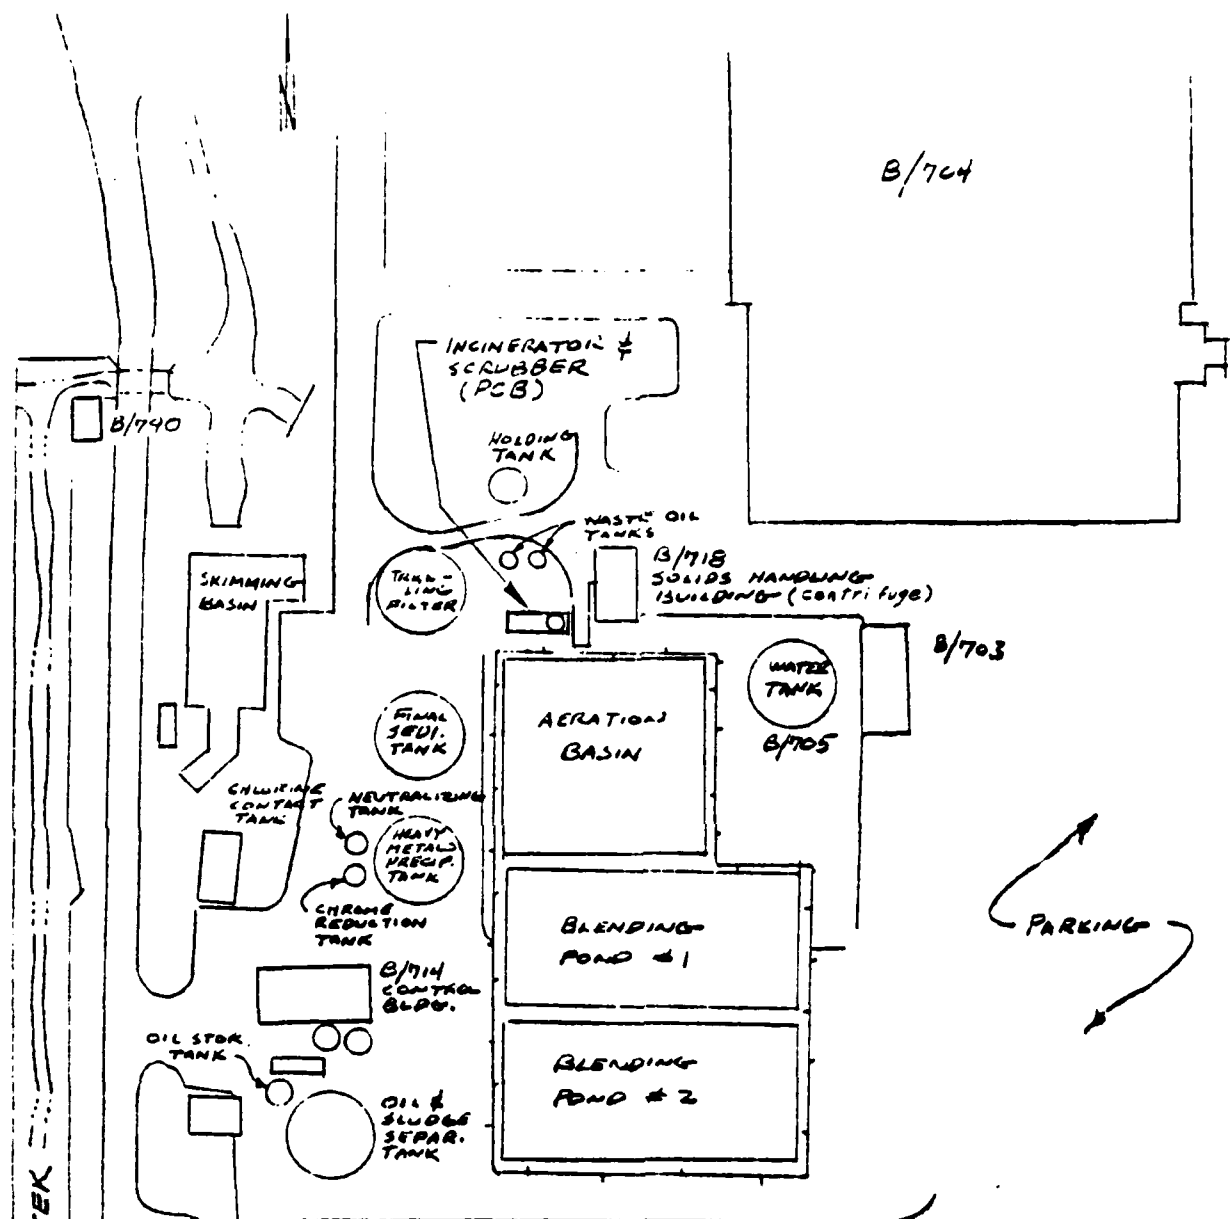 B/704
INCINERATOR &
SCRUBBER
(PCB)
B/740
HOLDING
TANK
WASTE OIL
TANKS
B/718
SOLIDS HANDLING
BUILDING (centrifuge)
SKIMMING
BASIN
TRICK-
LING
FILTER
B/703
WATER
TANK
B/705
AERATION
BASIN
FINAL
SEDI.
TANK
CHLORINE
CONTACT
TANK
NEUTRALIZING
TANK
HEAVY
METALS
PRECIP.
TANK
CHROME
REDUCTION
TANK
BLENDING
POND #1
PARKING
B/714
CONTROL
BLDG.
OIL STOR.
TANK
BLENDING
POND #2
OIL &
SLUDGE
SEPAR.
TANK